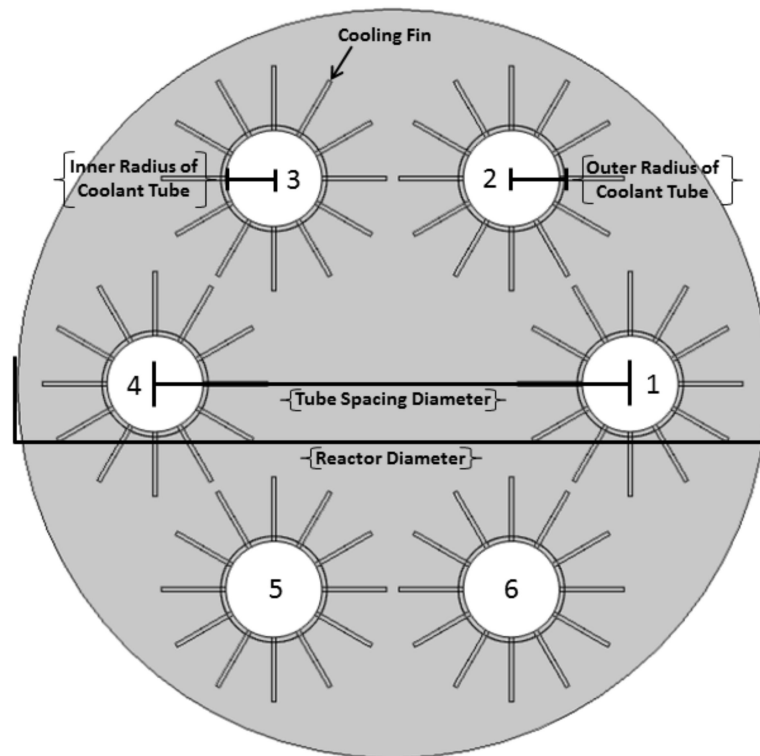 Cooling Fin
Inner Radius of
Coolant Tube
3
2
Outer Radius of
Coolant Tube
4
1
Tube Spacing Diameter
Reactor Diameter
5
6